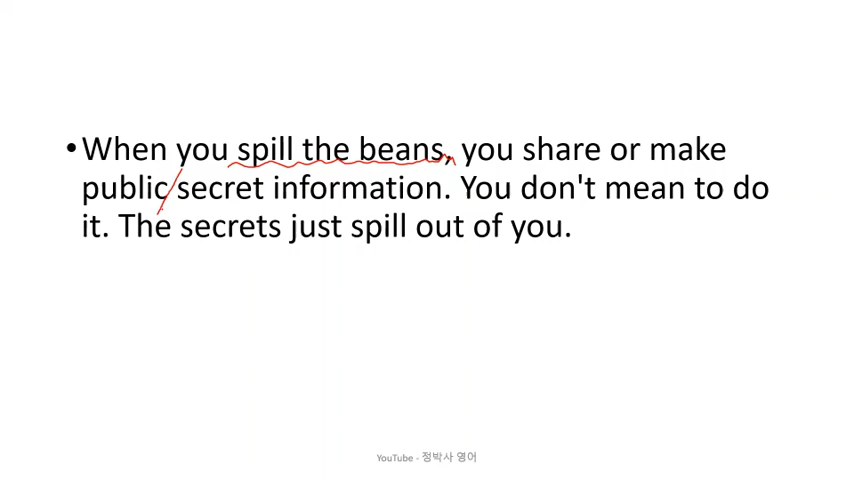 •When you spill the beans, you share or make
public secret information. You don't mean to do
it. The secrets just spill out of you.
YouTube - 정박사 영어